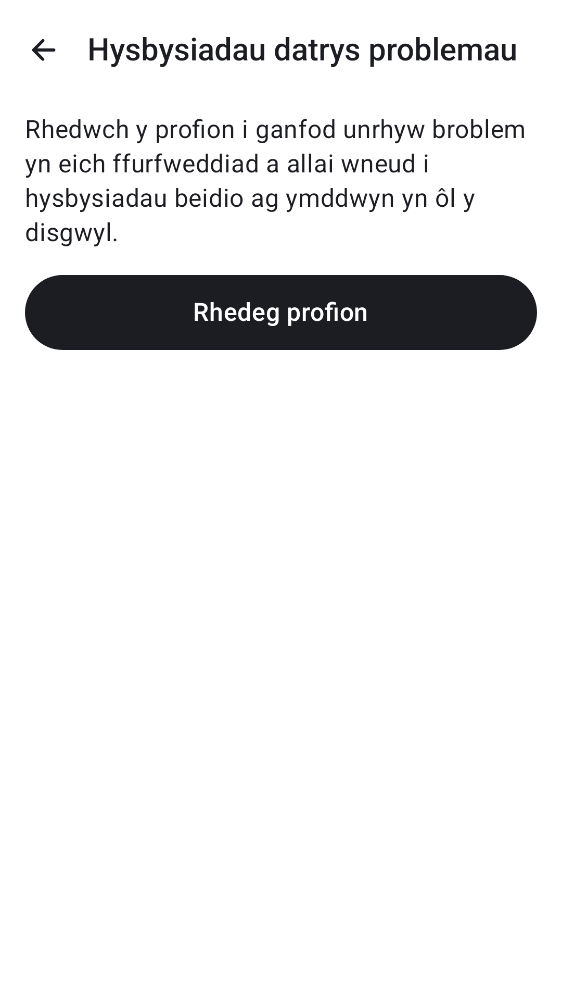 Hysbysiadau datrys problemau
Rhedwch y profion i ganfod unrhyw broblem
yn eich ffurfweddiad a allai wneud i
hysbysiadau beidio ag ymddwyn yn ôl y
disgwyl.
Rhedeg profion